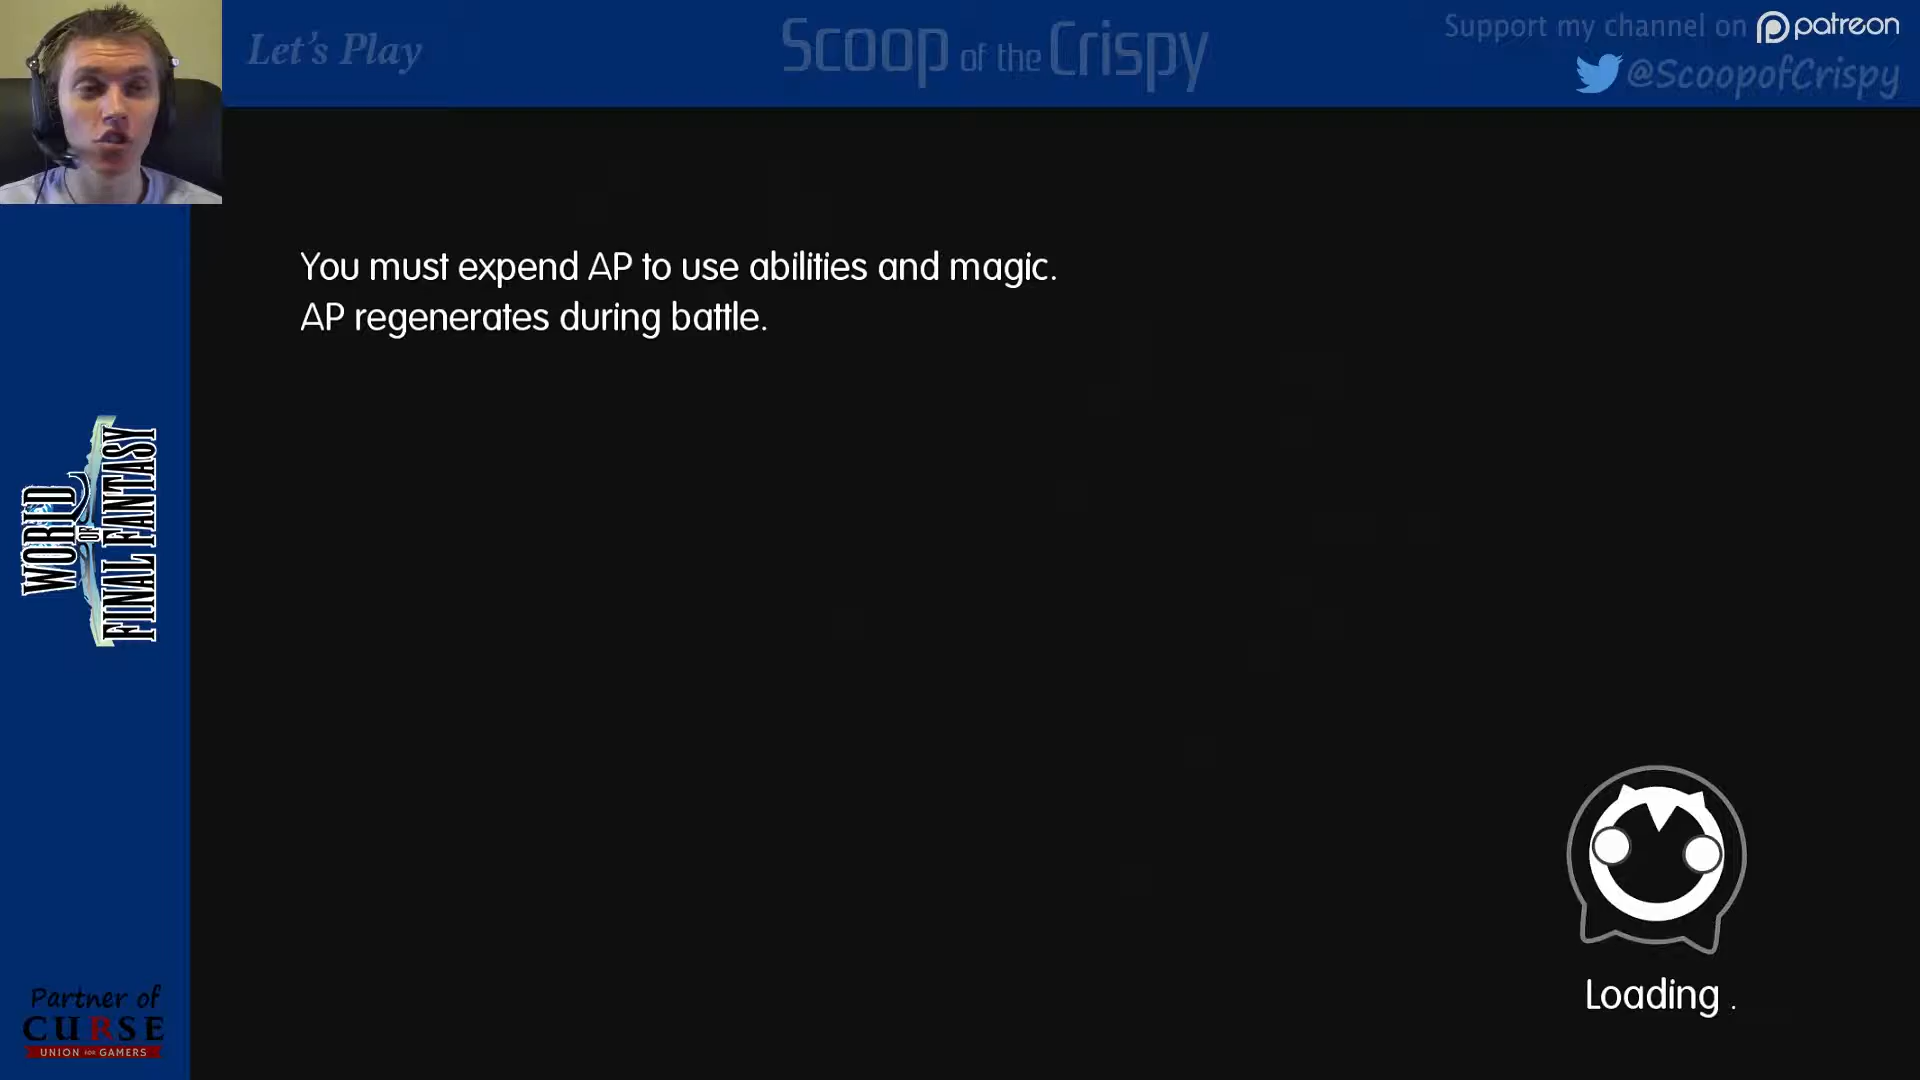 Let's Play
Scoop of the Crispy
Support my channel on patreon
@ScoopofCrispy
You must expend AP to use abilities and magic.
AP regenerates during battle.
WORLD
OF
FINAL FANTASY
Loading .
Partner of
CURSE
UNION FOR GAMERS